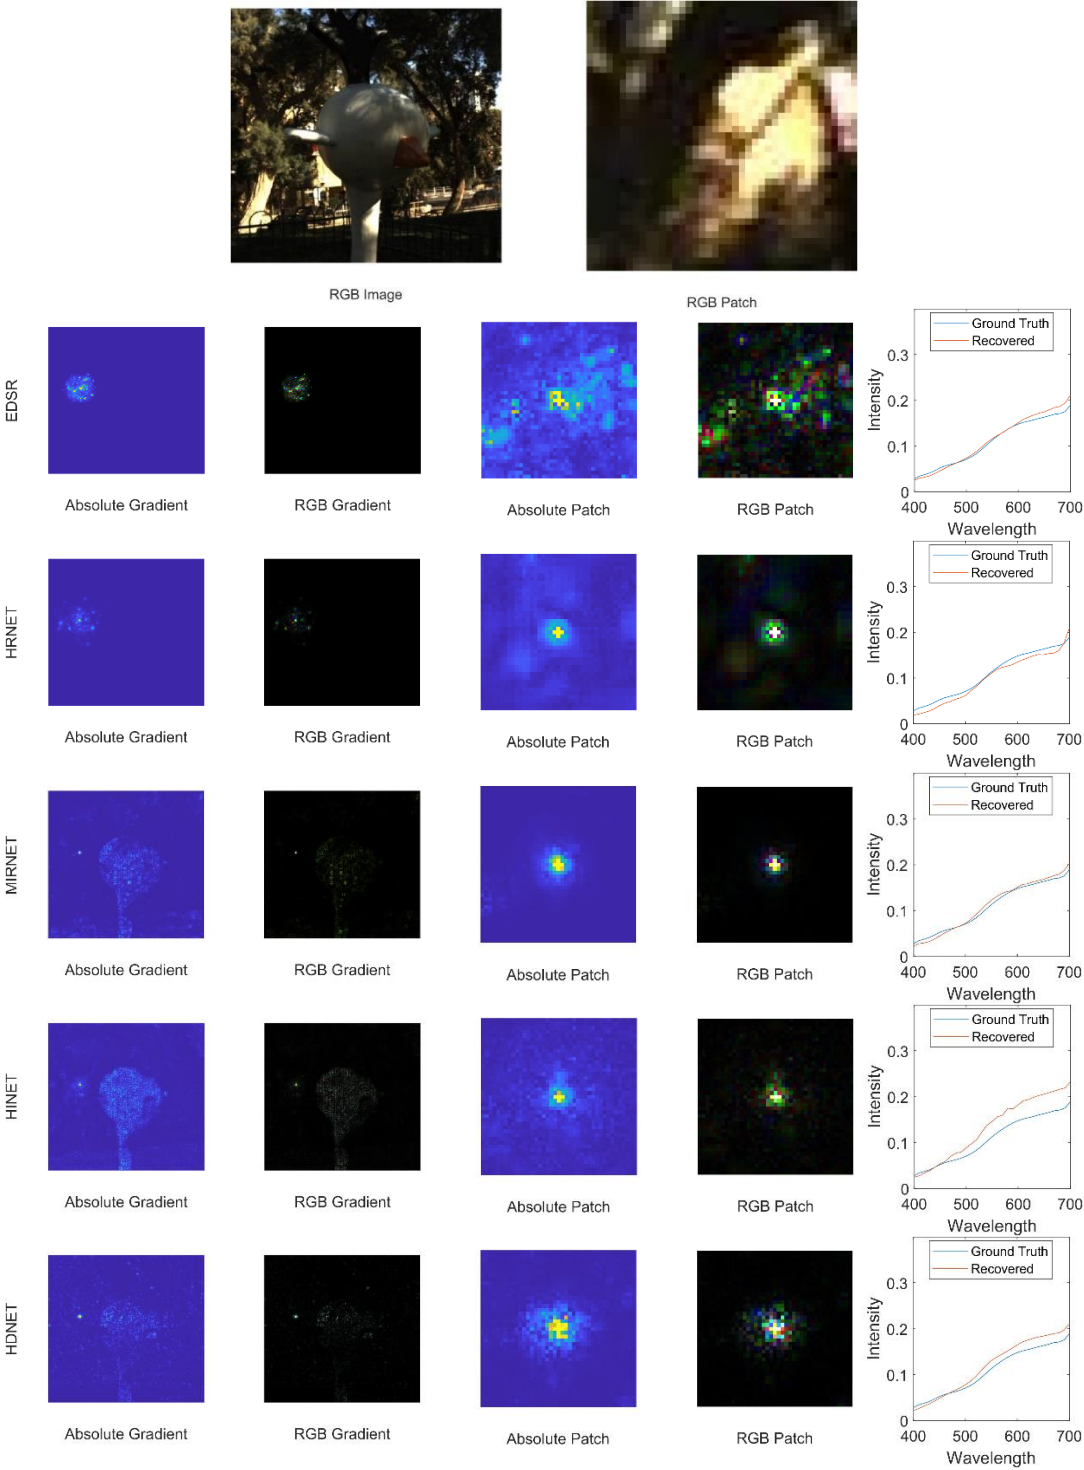 RGB Image
RGB Patch
EDSR
Absolute Gradient
RGB Gradient
Absolute Patch
RGB Patch
Ground Truth
Recovered
Intensity
0.3
0.2
0.1
0
400 500 600 700
Wavelength
HRNET
Absolute Gradient
RGB Gradient
Absolute Patch
RGB Patch
Ground Truth
Recovered
Intensity
0.3
0.2
0.1
0
400 500 600 700
Wavelength
MIRNET
Absolute Gradient
RGB Gradient
Absolute Patch
RGB Patch
Ground Truth
Recovered
Intensity
0.3
0.2
0.1
0
400 500 600 700
Wavelength
HINET
Absolute Gradient
RGB Gradient
Absolute Patch
RGB Patch
Ground Truth
Recovered
Intensity
0.3
0.2
0.1
0
400 500 600 700
Wavelength
HDNET
Absolute Gradient
RGB Gradient
Absolute Patch
RGB Patch
Ground Truth
Recovered
Intensity
0.3
0.2
0.1
0
400 500 600 700
Wavelength